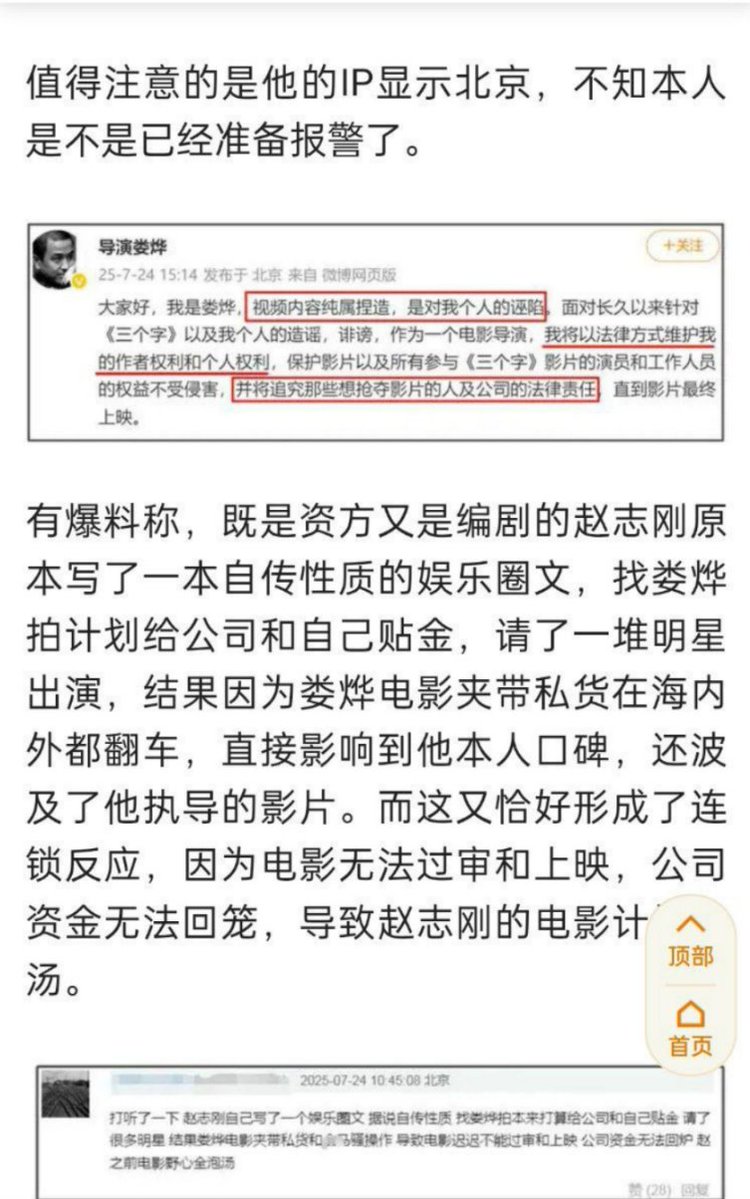 值得注意的是他的IP显示北京，不知本人
是不是已经准备报警了。
导演娄烨
+关注
25-7-24 15:14 发布于 北京 来自 微博网页版
大家好，我是娄烨，视频内容纯属捏造，是对我个人的诬陷。面对长久以来针对
《三个字》以及我个人的造谣，诽谤，作为一个电影导演，我将以法律方式维护我
的作者权利和个人权利，保护影片以及所有参与《三个字》影片的演员和工作人员
的权益不受侵害，并将追究那些想抢夺影片的人及公司的法律责任，直到影片最终
上映。
有爆料称，既是资方又是编剧的赵志刚原
本写了一本自传性质的娱乐圈文，找娄烨
拍计划给公司和自己贴金，请了一堆明星
出演，结果因为娄烨电影夹带私货在海内
外都翻车，直接影响到他本人口碑，还波
及了他执导的影片。而这又恰好形成了连
锁反应，因为电影无法过审和上映，公司
资金无法回笼，导致赵志刚的电影计
汤。
顶部
首页
2025-07-24 10:45:08 北京
打听了一下 赵志刚自己写了一个娱乐圈文 据说自传性质 找娄烨拍本来打算给公司和自己贴金 请了
很多明星 结果娄烨电影夹带私货和 骚操作 导致电影迟迟不能过审和上映 公司资金无法回炉 赵
之前电影野心全泡汤
赞 (28) 回复